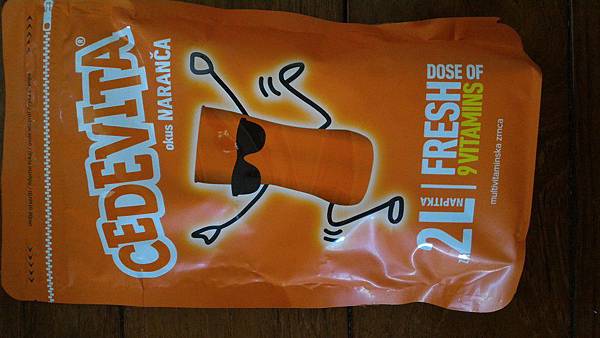 CEDEVITA®
okus NARANČA
2L NAPITKA
FRESH DOSE OF
9 VITAMINS
multivitaminska zrnca